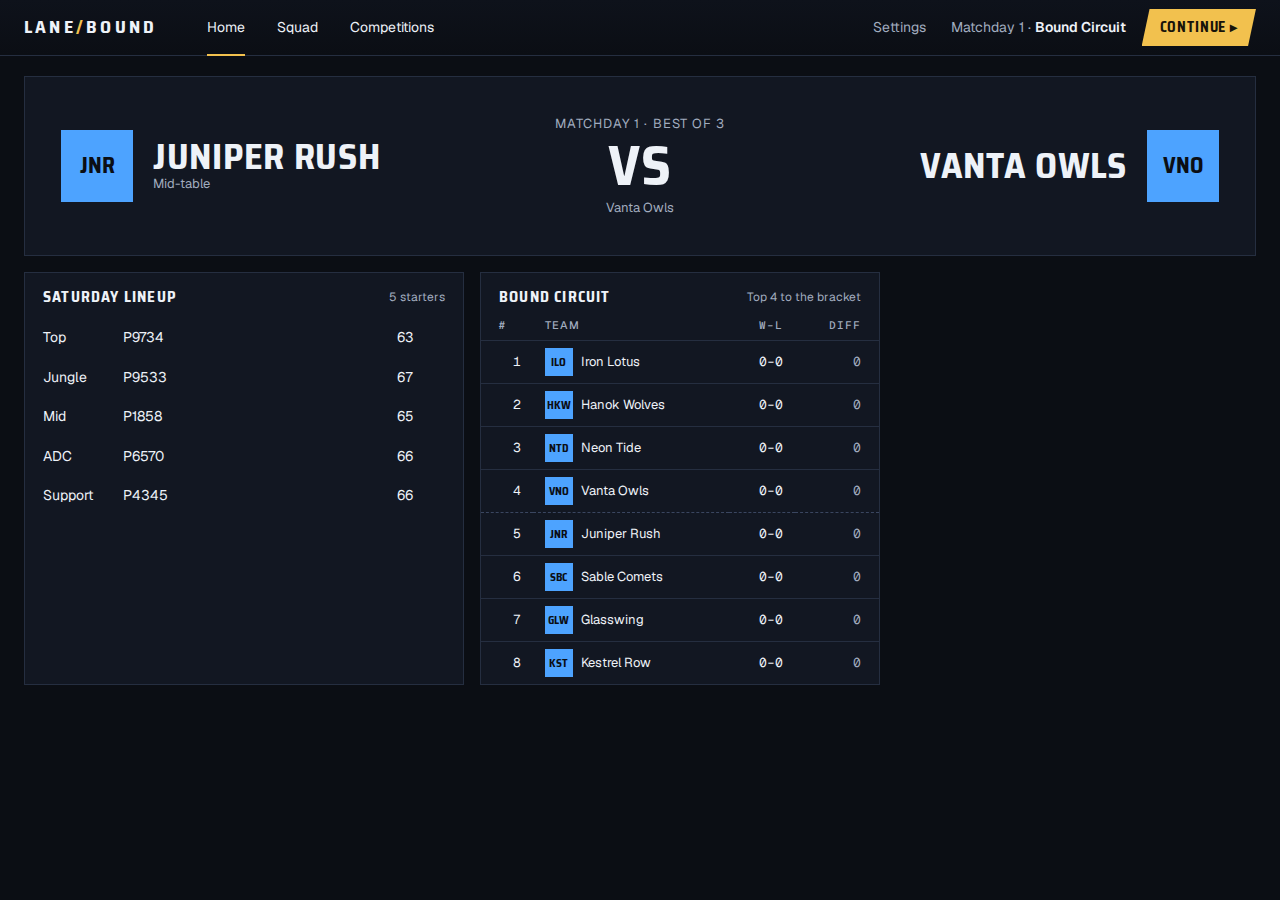 LANE/BOUND Home Squad Competitions Settings Matchday 1 · Bound Circuit CONTINUE ▸
MATCHDAY 1 · BEST OF 3
JNR JUNIPER RUSH VS VANTA OWLS VNO
Mid-table
Vanta Owls
SATURDAY LINEUP 5 starters
Top P9734 63
Jungle P9533 67
Mid P1858 65
ADC P6570 66
Support P4345 66
BOUND CIRCUIT Top 4 to the bracket
# TEAM W-L DIFF
1 ILO Iron Lotus 0-0 0
2 HKW Hanok Wolves 0-0 0
3 NTD Neon Tide 0-0 0
4 VNO Vanta Owls 0-0 0
5 JNR Juniper Rush 0-0 0
6 SBC Sable Comets 0-0 0
7 GLW Glasswing 0-0 0
8 KST Kestrel Row 0-0 0